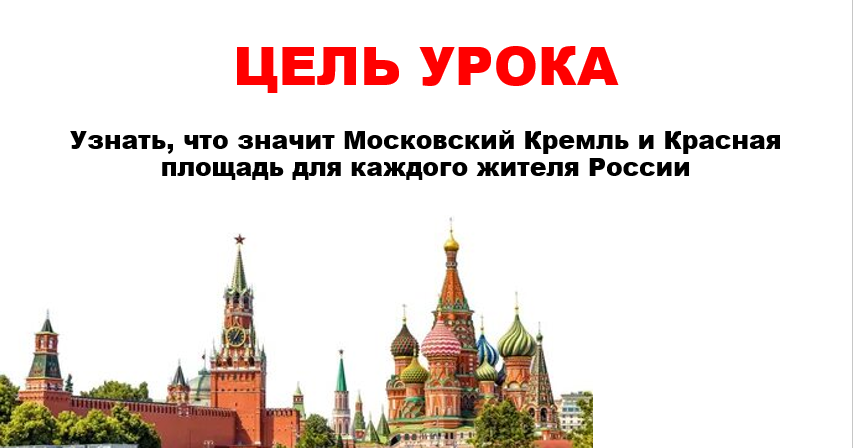 ЦЕЛЬ УРОКА
Узнать, что значит Московский Кремль и Красная
площадь для каждого жителя России